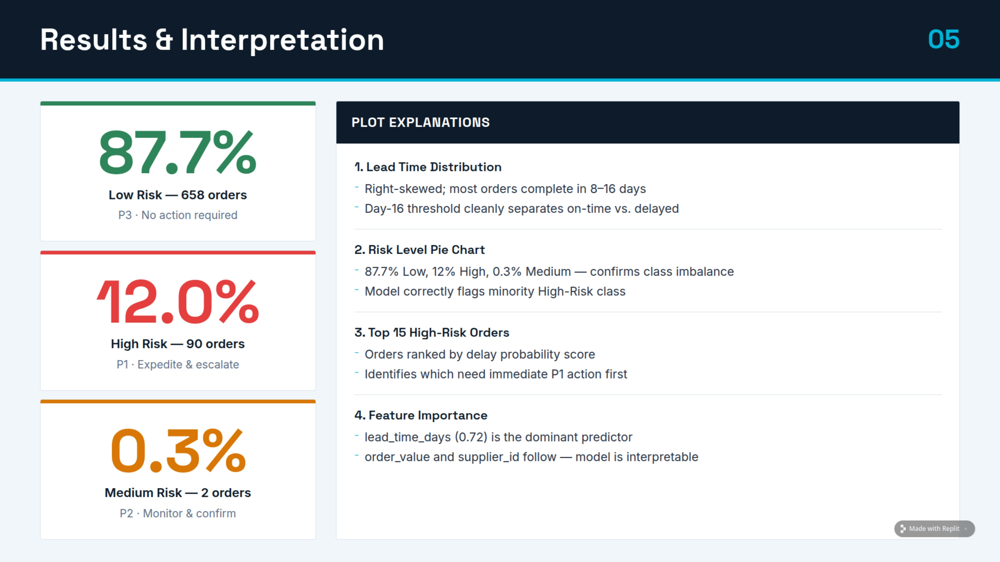 Results & Interpretation
05
87.7%
Low Risk — 658 orders
P3 · No action required
12.0%
High Risk — 90 orders
P1 · Expedite & escalate
0.3%
Medium Risk — 2 orders
P2 · Monitor & confirm
PLOT EXPLANATIONS
1. Lead Time Distribution
- Right-skewed; most orders complete in 8–16 days
- Day-16 threshold cleanly separates on-time vs. delayed
2. Risk Level Pie Chart
- 87.7% Low, 12% High, 0.3% Medium — confirms class imbalance
- Model correctly flags minority High-Risk class
3. Top 15 High-Risk Orders
- Orders ranked by delay probability score
- Identifies which need immediate P1 action first
4. Feature Importance
- lead_time_days (0.72) is the dominant predictor
- order_value and supplier_id follow — model is interpretable
Made with Replit ×